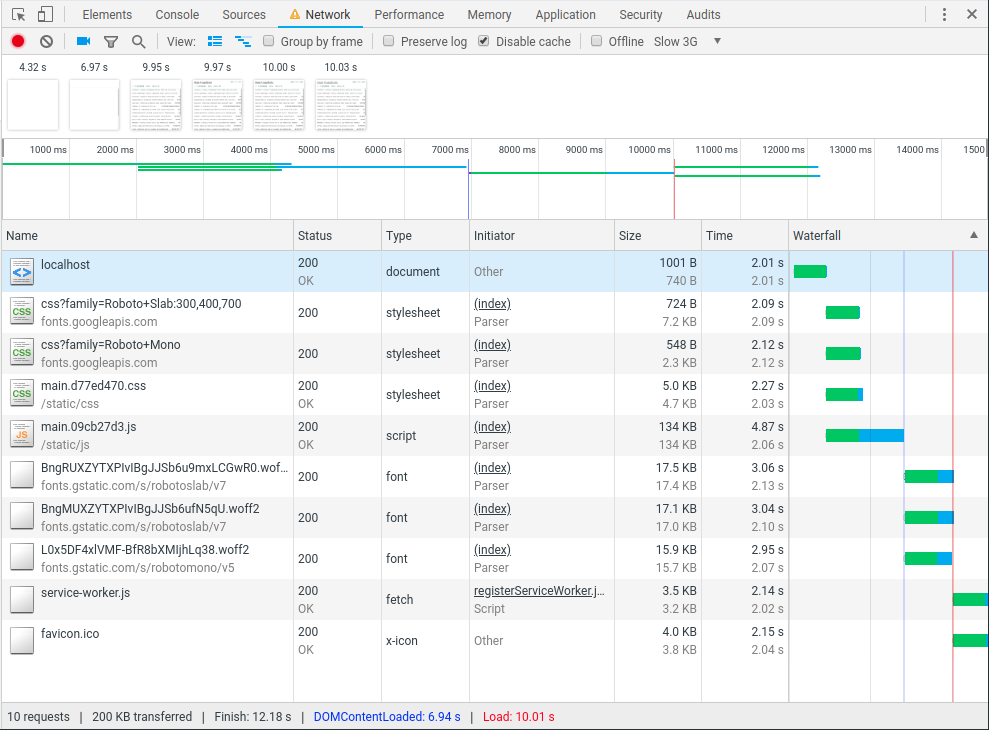 Elements Console Sources Network Performance Memory Application Security Audits
View: Group by frame Preserve log Disable cache Offline Slow 3G
4.32 s 6.97 s 9.95 s 9.97 s 10.00 s 10.03 s
1000 ms 2000 ms 3000 ms 4000 ms 5000 ms 6000 ms 7000 ms 8000 ms 9000 ms 10000 ms 11000 ms 12000 ms 13000 ms 14000 ms 1500
Name Status Type Initiator Size Time Waterfall
localhost 200 document Other 1001 B 2.01 s
OK 740 B 2.01 s
css?family=Roboto+Slab:300,400,700 200 stylesheet (index) 724 B 2.09 s
fonts.googleapis.com Parser 7.2 KB 2.09 s
css?family=Roboto+Mono 200 stylesheet (index) 548 B 2.12 s
fonts.googleapis.com Parser 2.3 KB 2.12 s
main.d77ed470.css 200 stylesheet (index) 5.0 KB 2.27 s
/static/css OK Parser 4.7 KB 2.03 s
main.09cb27d3.js 200 script (index) 134 KB 4.87 s
/static/js OK Parser 134 KB 2.06 s
BngRUXZYTXPIvIBgJJSb6u9mxLCGwR0.wof... 200 font (index) 17.5 KB 3.06 s
fonts.gstatic.com/s/robotoslab/v7 Parser 17.4 KB 2.13 s
BngMUXZYTXPIvIBgJJSb6ufN5qU.woff2 200 font (index) 17.1 KB 3.04 s
fonts.gstatic.com/s/robotoslab/v7 Parser 17.0 KB 2.10 s
L0x5DF4xlVMF-BfR8bXMIjhLq38.woff2 200 font (index) 15.9 KB 2.95 s
fonts.gstatic.com/s/robotomono/v5 Parser 15.7 KB 2.07 s
service-worker.js 200 fetch registerServiceWorker.j... 3.5 KB 2.14 s
OK Script 3.2 KB 2.02 s
favicon.ico 200 x-icon Other 4.0 KB 2.15 s
OK 3.8 KB 2.04 s
10 requests | 200 KB transferred | Finish: 12.18 s | DOMContentLoaded: 6.94 s | Load: 10.01 s